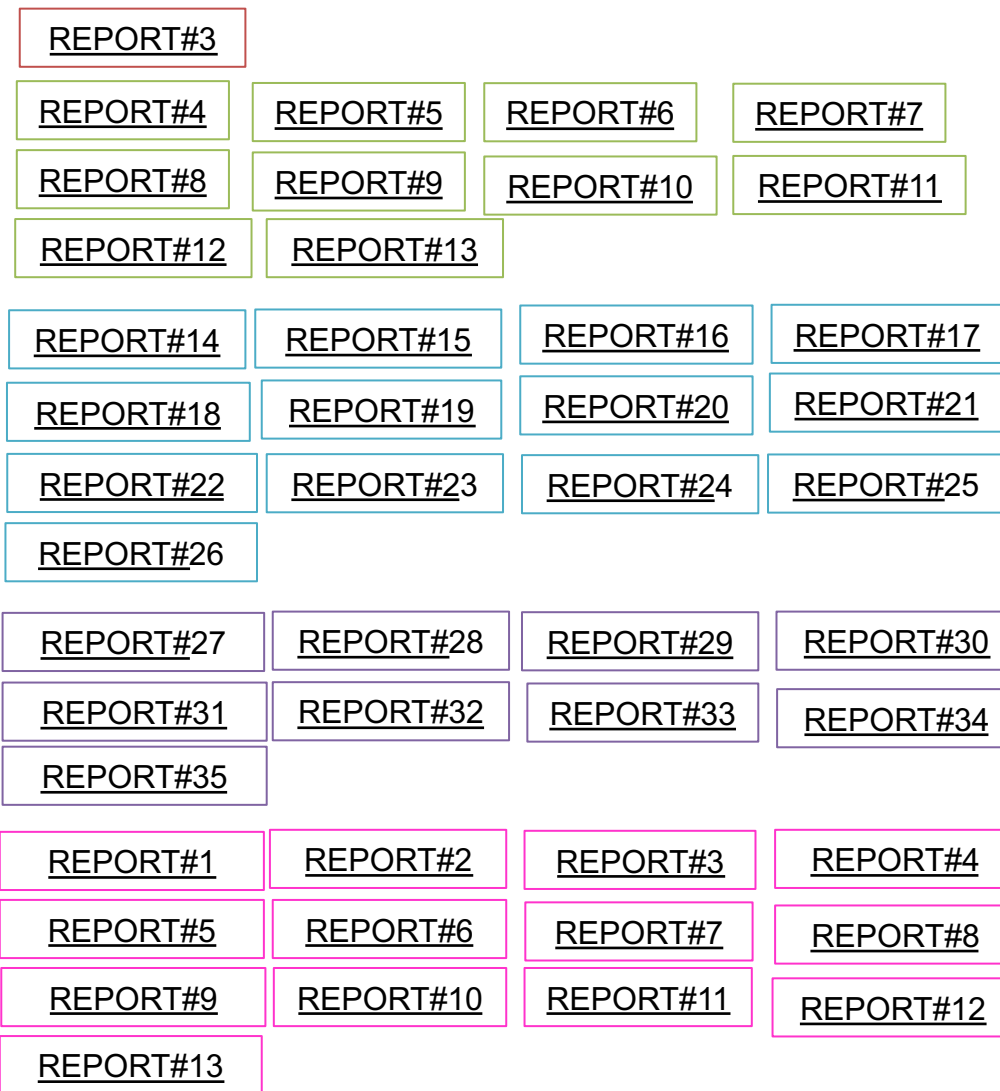 REPORT#3
REPORT#4 REPORT#5 REPORT#6 REPORT#7
REPORT#8 REPORT#9 REPORT#10 REPORT#11
REPORT#12 REPORT#13
REPORT#14 REPORT#15 REPORT#16 REPORT#17
REPORT#18 REPORT#19 REPORT#20 REPORT#21
REPORT#22 REPORT#23 REPORT#24 REPORT#25
REPORT#26
REPORT#27 REPORT#28 REPORT#29 REPORT#30
REPORT#31 REPORT#32 REPORT#33 REPORT#34
REPORT#35
REPORT#1 REPORT#2 REPORT#3 REPORT#4
REPORT#5 REPORT#6 REPORT#7 REPORT#8
REPORT#9 REPORT#10 REPORT#11 REPORT#12
REPORT#13